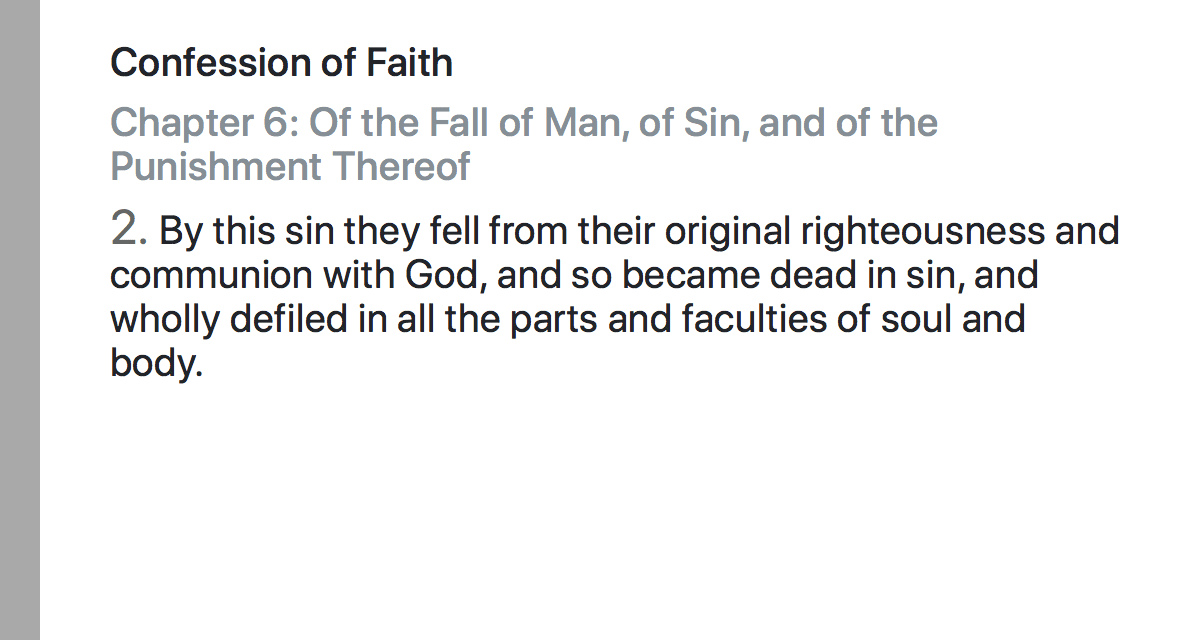 Confession of Faith
Chapter 6: Of the Fall of Man, of Sin, and of the
Punishment Thereof
2. By this sin they fell from their original righteousness and
communion with God, and so became dead in sin, and
wholly defiled in all the parts and faculties of soul and
body.